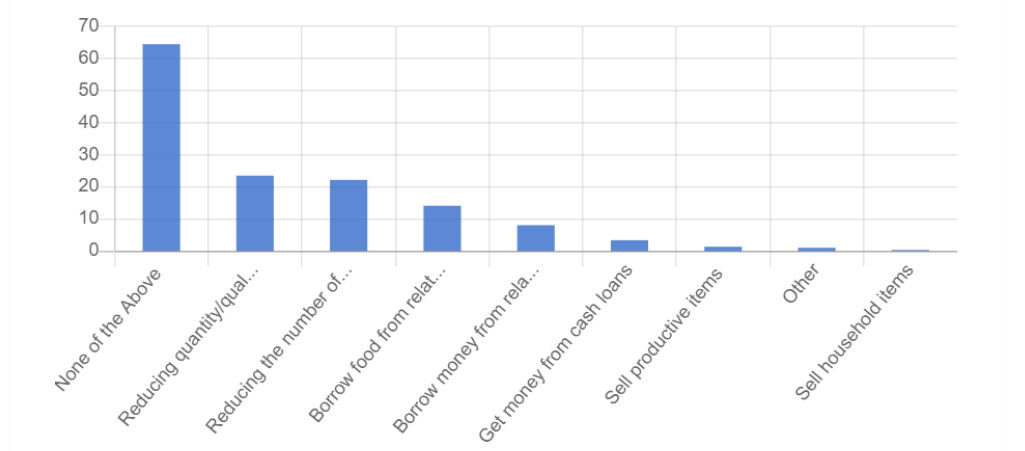 70
60
50
40
30
20
10
0
None of the Above
Reducing quantity/qual...
Reducing the number of...
Borrow food from relat...
Borrow money from rela...
Get money from cash loans
Sell productive items
Other
Sell household items